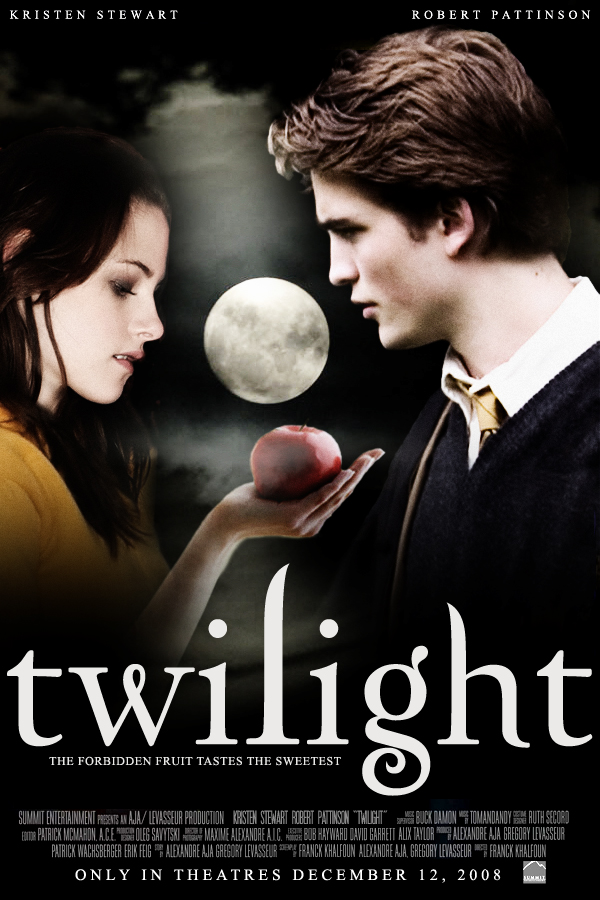 KRISTEN STEWART ROBERT PATTINSON
twilight
THE FORBIDDEN FRUIT TASTES THE SWEETEST
SUMMIT ENTERTAINMENT PRESENTS AN AJA/ LEVASSEUR PRODUCTION KRISTEN STEWART ROBERT PATTINSON "TWILIGHT" MUSIC SUPERVISOR BUCK DAMON MUSIC BY TOMANDANDY COSTUME DESIGNER RUTH SECORD
EDITOR PATRICK MCMAHON, A.C.E. PRODUCTION DESIGNER OLEG SAVYTSKI DIRECTOR OF PHOTOGRAPHY MAXIME ALEXANDRE A.I.C. EXECUTIVE PRODUCERS BOB HAYWARD DAVID GARRETT ALIX TAYLOR PRODUCED BY ALEXANDRE AJA GREGORY LEVASSEUR
PATRICK WACHSBERGER ERIK FEIG STORY BY ALEXANDRE AJA GREGORY LEVASSEUR SCREENPLAY BY FRANCK KHALFOUN ALEXANDRE AJA, GREGORY LEVASSEUR DIRECTED BY FRANCK KHALFOUN
ONLY IN THEATRES DECEMBER 12, 2008 SUMMIT